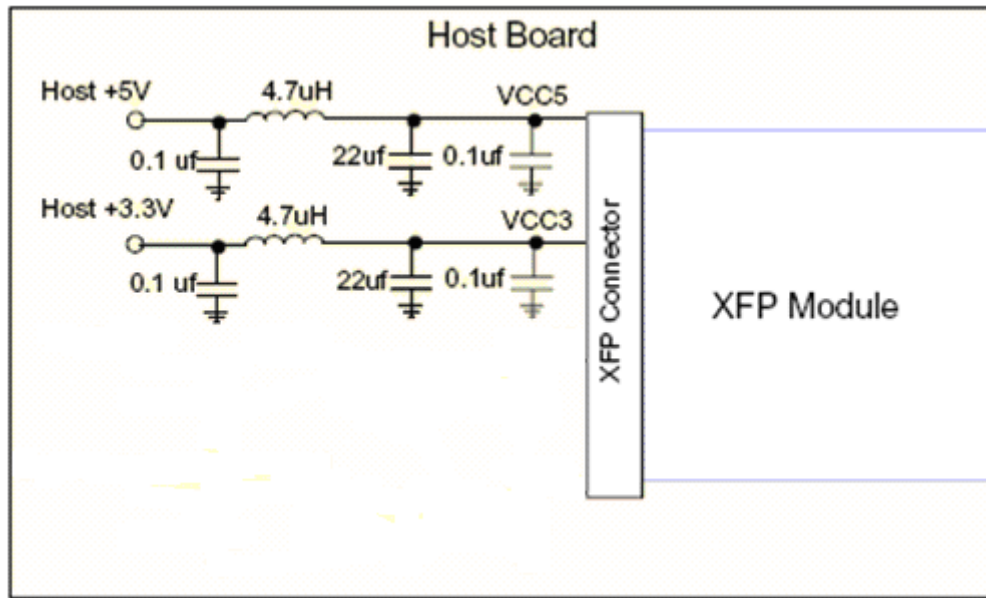 Host Board
Host +5V
4.7uH
VCC5
0.1 uf
22uf
0.1uf
Host +3.3V
4.7uH
VCC3
0.1 uf
22uf
0.1uf
XFP Connector
XFP Module